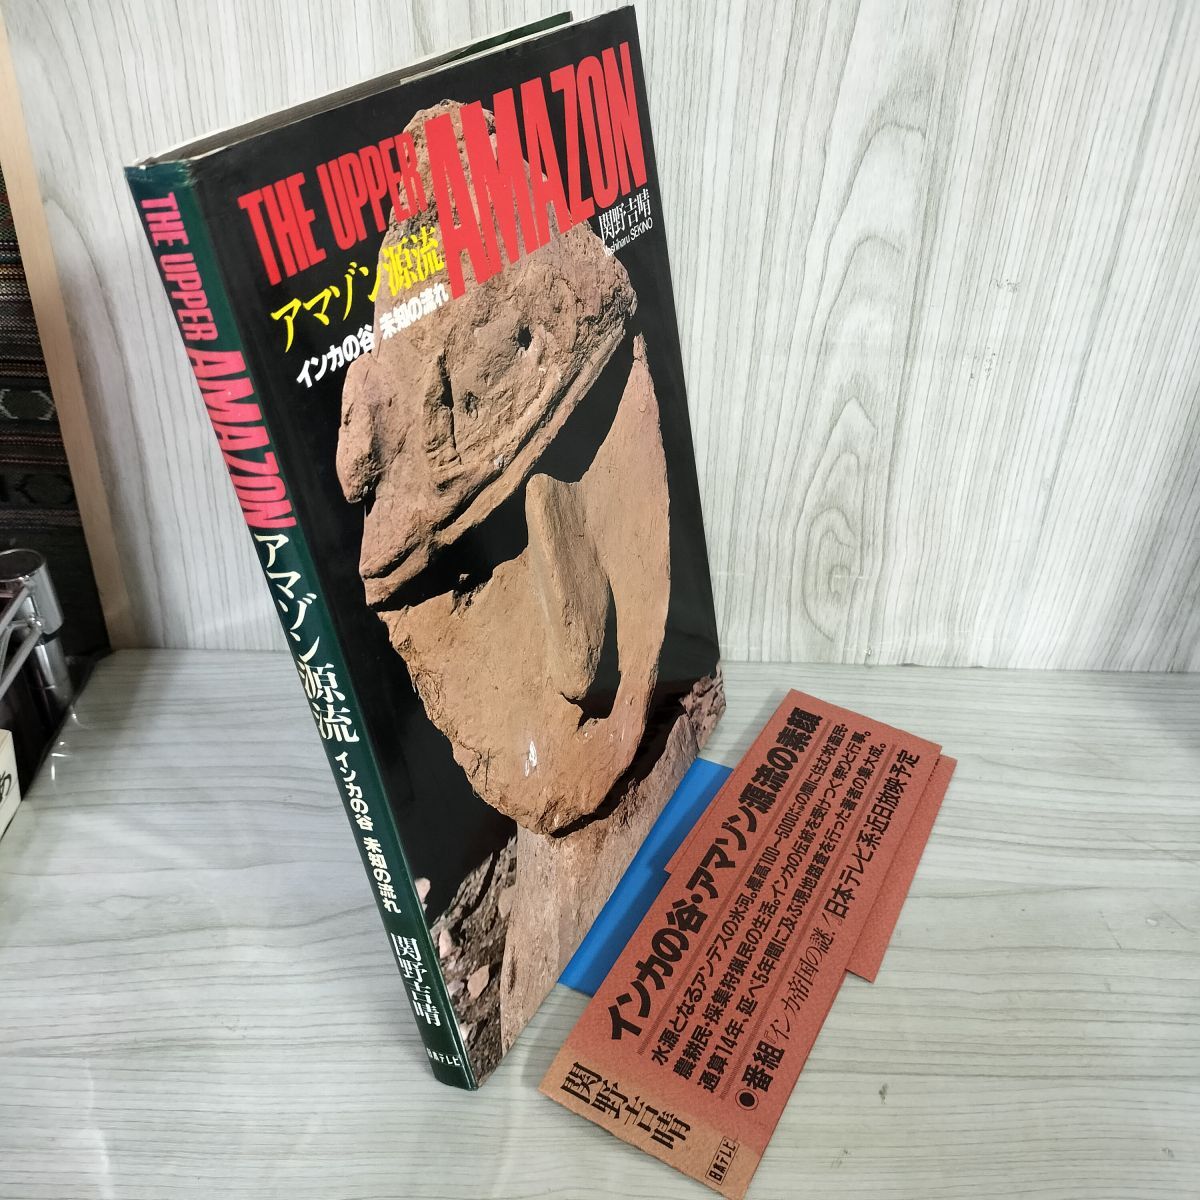 THE UPPER AMAZON
アマゾン源流
インカの谷 未知の流れ
関野吉晴
Yoshiharu SEKINO
THE UPPER AMAZON アマゾン源流 インカの谷 未知の流れ 関野吉晴
日本テレビ
インカの谷・アマゾン源流の素顔
水源となるアンデスの氷河。標高100〜5000㍍の間に住む牧畜民・
農耕民・採集狩猟民の生活。インカの伝統を受けつぐ祭りと行事。
通算14年、延べ5年間に及ぶ現地踏査を行った著者の集大成。
●番組『インカ帝国の謎!』日本テレビ系近日放映予定
関野吉晴
日本テレビ